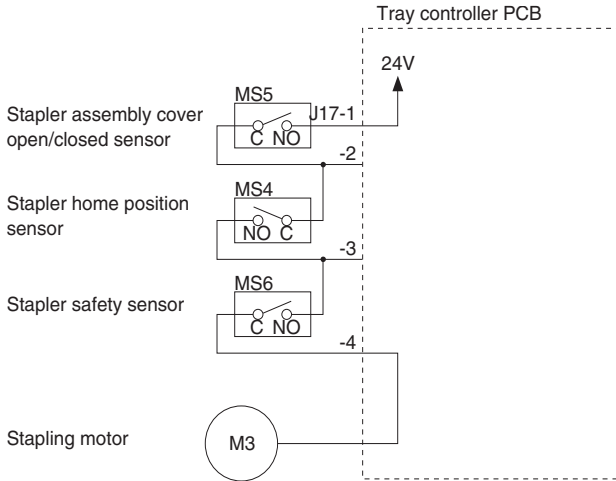 Tray controller PCB
24V
MS5
J17-1
Stapler assembly cover
open/closed sensor
C NO
-2
MS4
Stapler home position
sensor
NO C
-3
MS6
Stapler safety sensor
C NO
-4
Stapling motor
M3